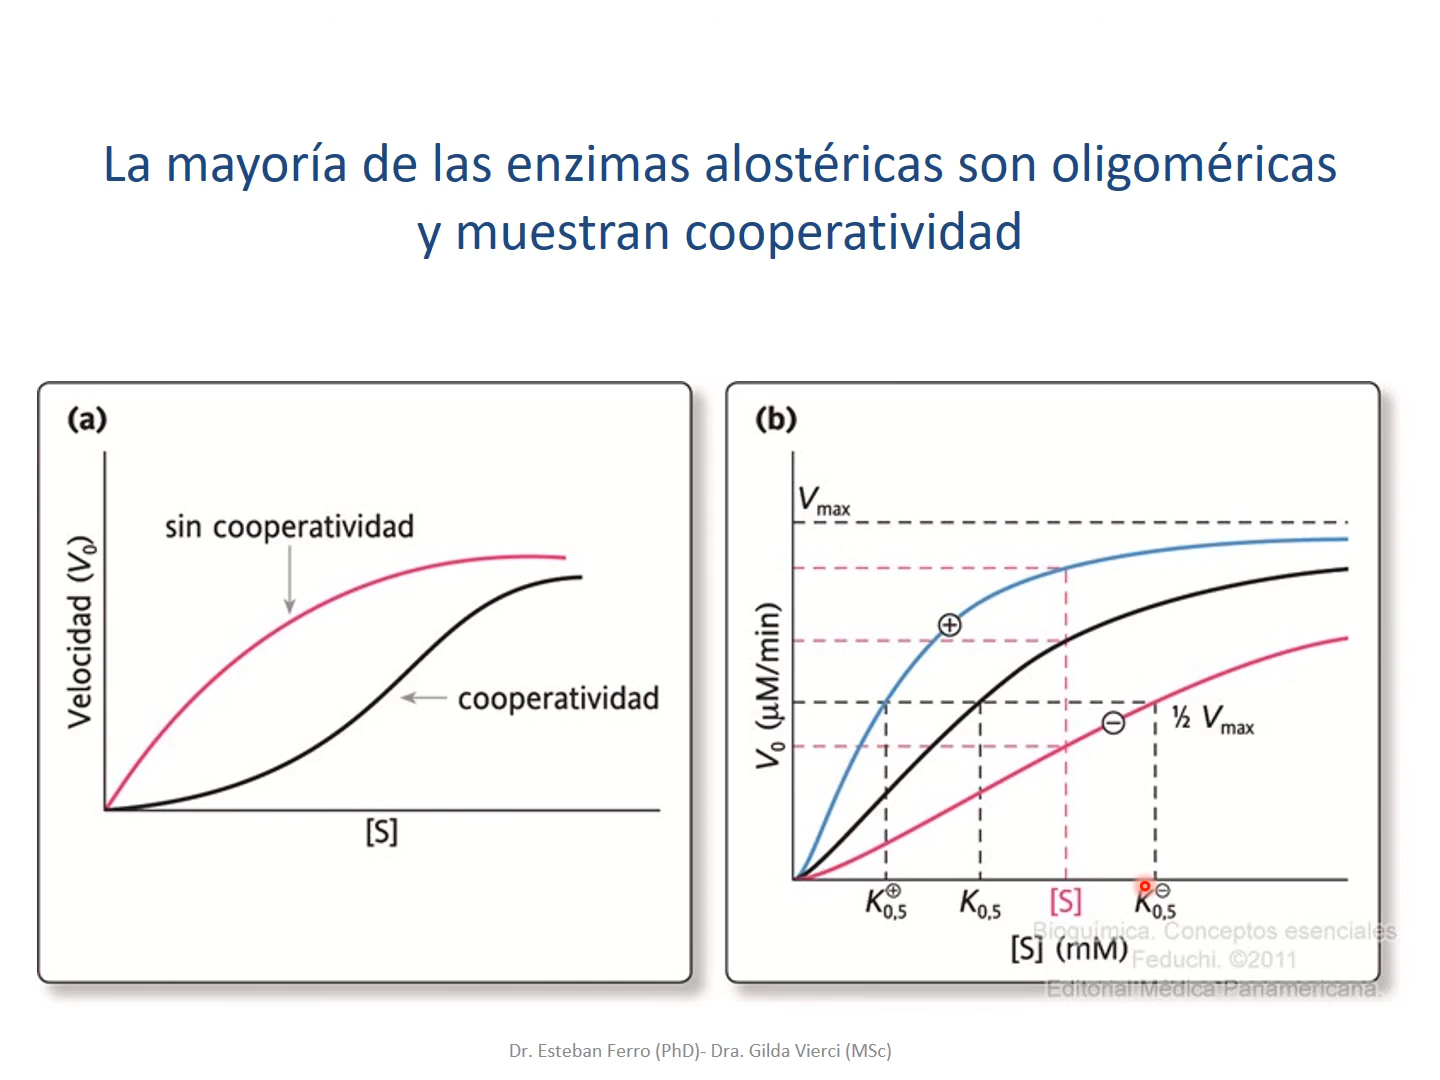 La mayoría de las enzimas alostéricas son oligoméricas
y muestran cooperatividad
(a)
sin cooperatividad
cooperatividad
Velocidad (V₀)
[S]
(b)
Vmax
+
−
½ Vmax
V₀ (µM/min)
K0,5⊕
K0,5
[S]
K0,5⊖
[S] (mM)
Bioquímica. Conceptos esenciales
Feduchi. ©2011
Editorial Médica Panamericana.
Dr. Esteban Ferro (PhD)- Dra. Gilda Vierci (MSc)